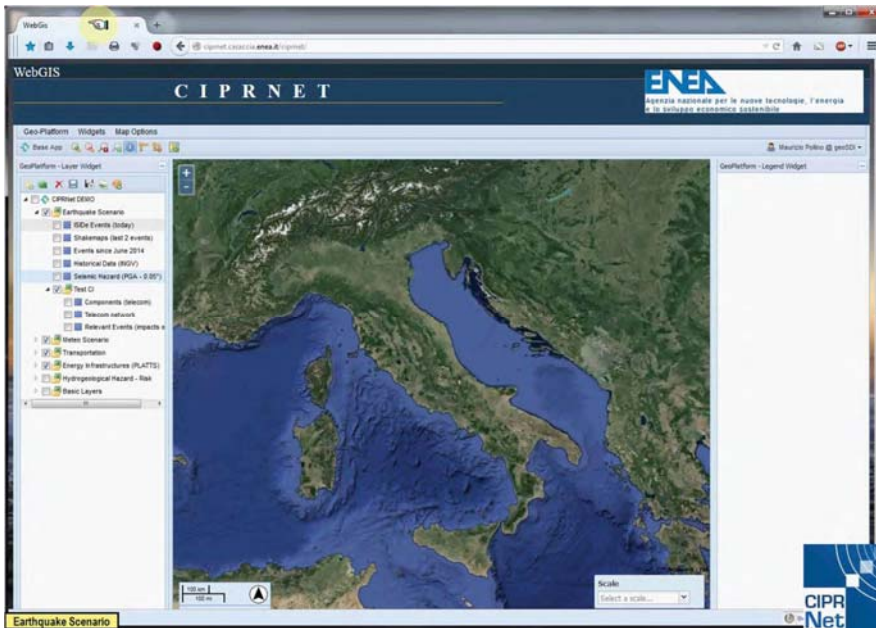 WebGis
ciprnet.casaccia.enea.it/ciprnet/
WebGIS
CIPRNET
ENEA
Agenzia nazionale per le nuove tecnologie, l'energia
e lo sviluppo economico sostenibile
Geo-Platform Widgets Map Options
Base App
Maurizio Pollino @ geoSDI
GeoPlatform - Layer Widget
GeoPlatform - Legend Widget
CIPRNet DEMO
Earthquake Scenario
ISIDe Events (today)
Shakemaps (last 2 events)
Events since June 2014
Historical Data (INGV)
Seismic Hazard (PGA - 0.05°)
Test CI
Components (telecom)
Telecom network
Relevant Events (impacts o
Meteo Scenario
Transportation
Energy Infrastructures (PLATTS)
Hydrogeological Hazard - Risk
Basic Layers
100 km
100 mi
Scale
Select a scale...
CIPR
Net
Earthquake Scenario